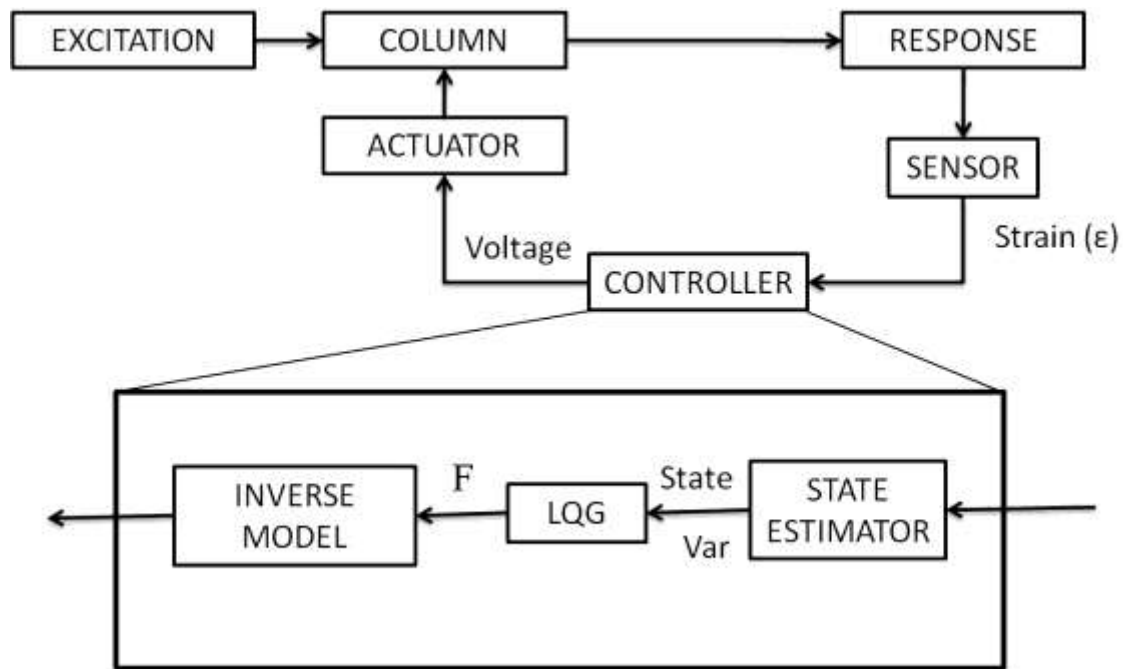 EXCITATION
COLUMN
RESPONSE
ACTUATOR
SENSOR
Voltage
Strain (ε)
CONTROLLER
INVERSE
MODEL
F
LQG
State
Var
STATE
ESTIMATOR